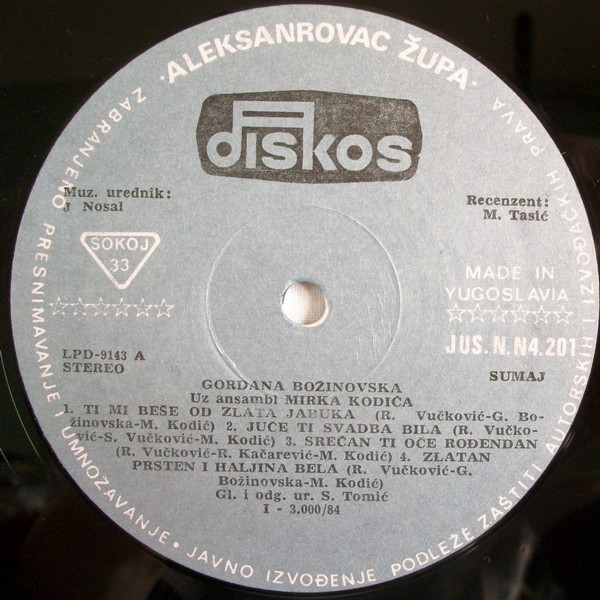 ·ALEKSANROVAC ŽUPA·
diskos
Muz. urednik:
J Nosal
Recenzent:
M. Tasić
SOKOJ
33
MADE IN
YUGOSLAVIA
☆☆☆☆☆☆
☆☆☆☆☆☆
JUS. N.N4.201
LPD-9143 A
STEREO
SUMAJ
GORDANA BOŽINOVSKA
Uz ansambl MIRKA KODIĆA
1. TI MI BEŠE OD ZLATA JABUKA (R. Vučković-G. Bo-
žinovska-M. Kodić) 2. JUČE TI SVADBA BILA (R. Vučko-
vić-S. Vučković-M. Kodić) 3. SREĆAN TI OČE ROĐENDAN
(R. Vučković-R. Kačarević-M. Kodić) 4. ZLATAN
PRSTEN I HALJINA BELA (R. Vučković-G.
Božinovska-M. Kodić)
Gl. i odg. ur. S. Tomić
I - 3.000/84
ZABRANJENO PRESNIMAVANJE I UMNOZAVANJE • JAVNO IZVOĐENJE PODLEŽE ZAŠTITI AUTORSKIH I IZVOĐAČKIH PRAVA